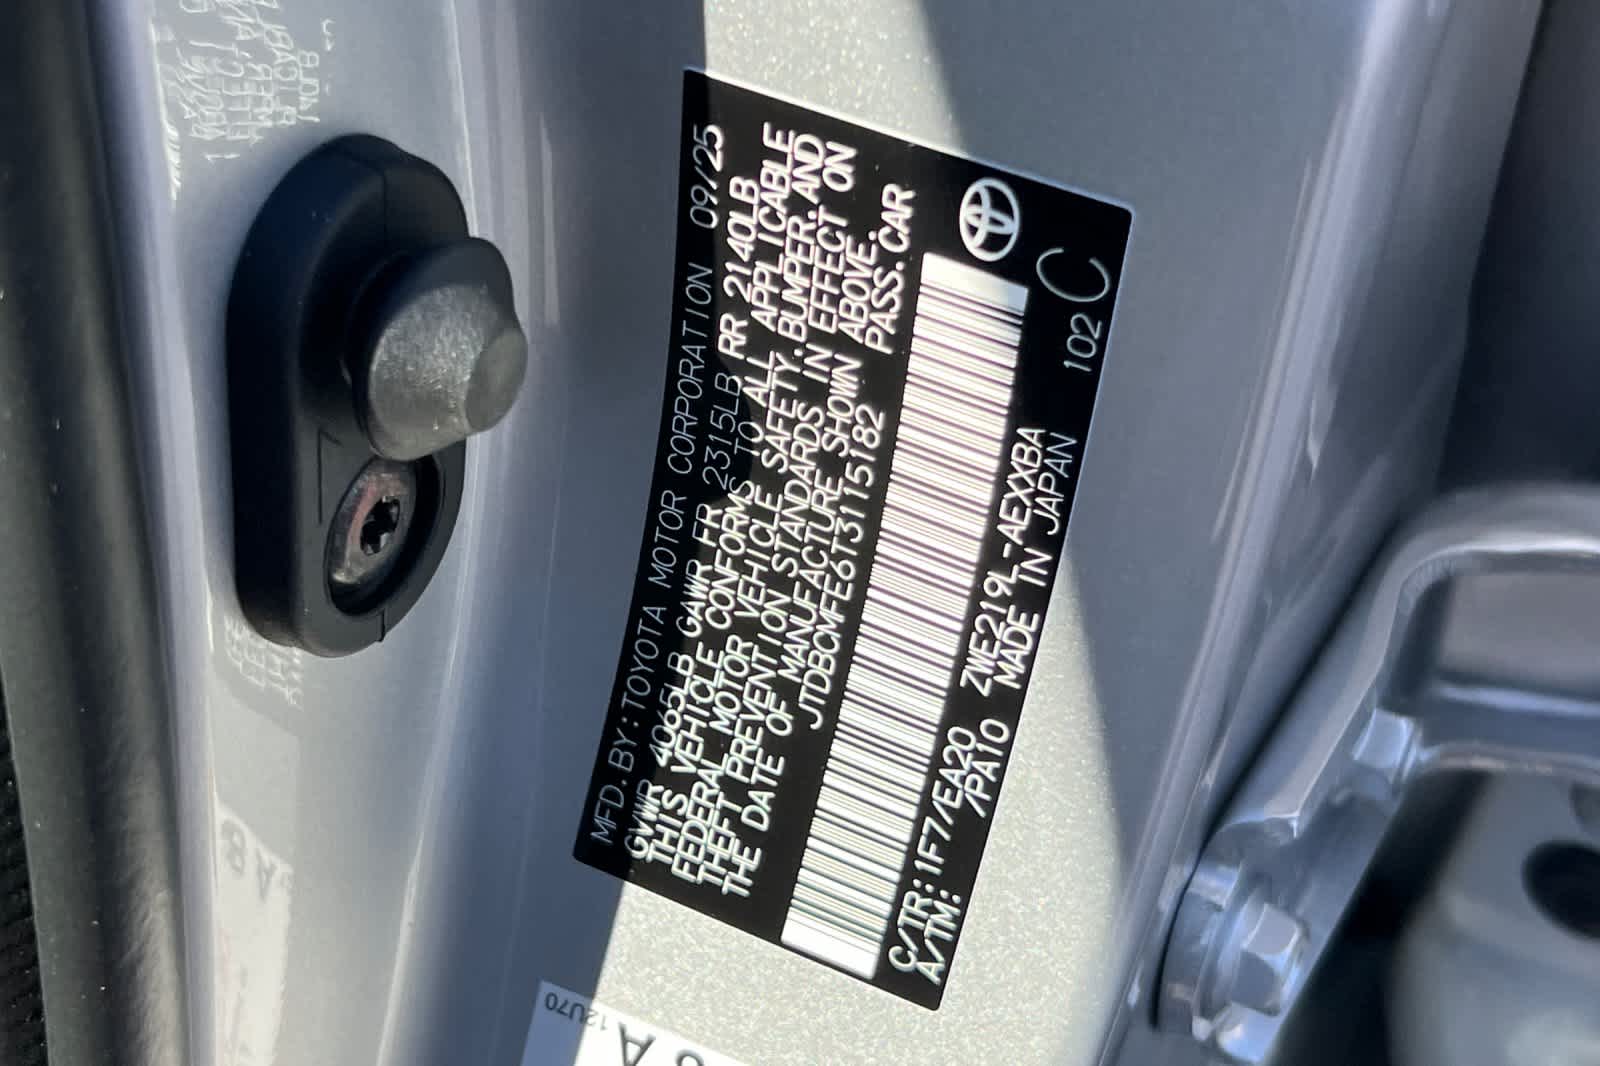 MFD.BY:TOYOTA MOTOR CORPORATION 09/25
GVWR 4065LB GAWR FR 2315LB RR 2140LB
THIS VEHICLE CONFORMS TO ALL APPLICABLE
FEDERAL MOTOR VEHICLE SAFETY.BUMPER.AND
THEFT PREVENTION STANDARDS IN EFFECT ON
THE DATE OF MANUFACTURE SHOWN ABOVE.
JTDBCMFE6T3115182 PASS.CAR
C/TR:1F7/EA20 ZWE219L-AEXXBA 102 C
A/TM: /PA10 MADE IN JAPAN
12U70
A